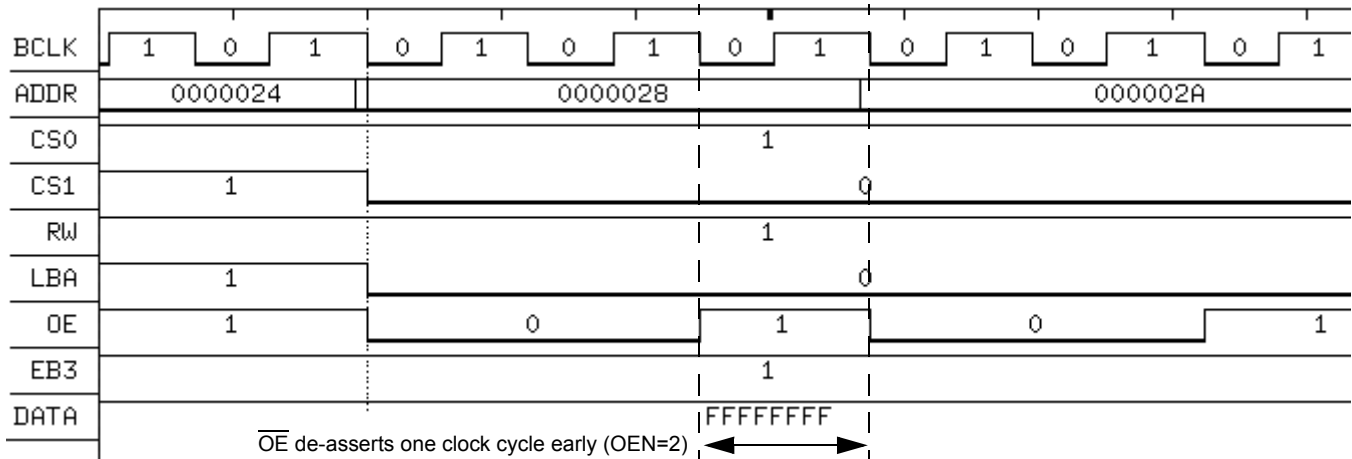 BCLK 1 0 1 0 1 0 1 0 1 0 1 0 1 0 1
ADDR 0000024 0000028 000002A
CS0 1
CS1 1 0
RW 1
LBA 1 0
OE 1 0 1 0 1
EB3 1
DATA FFFFFFFF
OE de-asserts one clock cycle early (OEN=2)